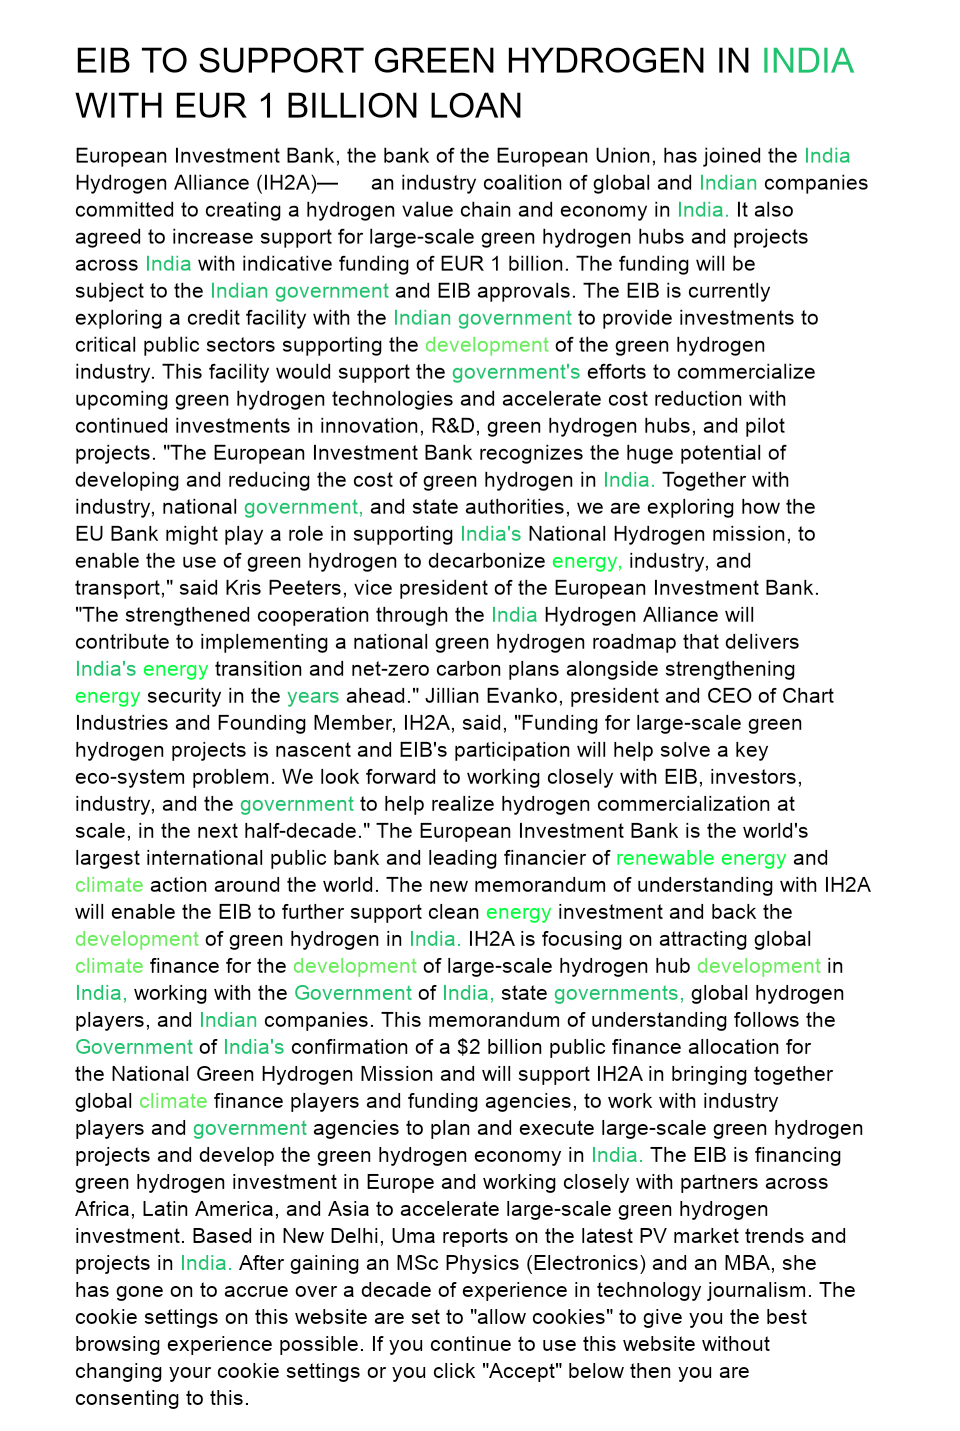 EIB TO SUPPORT GREEN HYDROGEN IN INDIA
WITH EUR 1 BILLION LOAN
European Investment Bank, the bank of the European Union, has joined the India
Hydrogen Alliance (IH2A)— an industry coalition of global and Indian companies
committed to creating a hydrogen value chain and economy in India. It also
agreed to increase support for large-scale green hydrogen hubs and projects
across India with indicative funding of EUR 1 billion. The funding will be
subject to the Indian government and EIB approvals. The EIB is currently
exploring a credit facility with the Indian government to provide investments to
critical public sectors supporting the development of the green hydrogen
industry. This facility would support the government's efforts to commercialize
upcoming green hydrogen technologies and accelerate cost reduction with
continued investments in innovation, R&D, green hydrogen hubs, and pilot
projects. "The European Investment Bank recognizes the huge potential of
developing and reducing the cost of green hydrogen in India. Together with
industry, national government, and state authorities, we are exploring how the
EU Bank might play a role in supporting India's National Hydrogen mission, to
enable the use of green hydrogen to decarbonize energy, industry, and
transport," said Kris Peeters, vice president of the European Investment Bank.
"The strengthened cooperation through the India Hydrogen Alliance will
contribute to implementing a national green hydrogen roadmap that delivers
India's energy transition and net-zero carbon plans alongside strengthening
energy security in the years ahead." Jillian Evanko, president and CEO of Chart
Industries and Founding Member, IH2A, said, "Funding for large-scale green
hydrogen projects is nascent and EIB's participation will help solve a key
eco-system problem. We look forward to working closely with EIB, investors,
industry, and the government to help realize hydrogen commercialization at
scale, in the next half-decade." The European Investment Bank is the world's
largest international public bank and leading financier of renewable energy and
climate action around the world. The new memorandum of understanding with IH2A
will enable the EIB to further support clean energy investment and back the
development of green hydrogen in India. IH2A is focusing on attracting global
climate finance for the development of large-scale hydrogen hub development in
India, working with the Government of India, state governments, global hydrogen
players, and Indian companies. This memorandum of understanding follows the
Government of India's confirmation of a $2 billion public finance allocation for
the National Green Hydrogen Mission and will support IH2A in bringing together
global climate finance players and funding agencies, to work with industry
players and government agencies to plan and execute large-scale green hydrogen
projects and develop the green hydrogen economy in India. The EIB is financing
green hydrogen investment in Europe and working closely with partners across
Africa, Latin America, and Asia to accelerate large-scale green hydrogen
investment. Based in New Delhi, Uma reports on the latest PV market trends and
projects in India. After gaining an MSc Physics (Electronics) and an MBA, she
has gone on to accrue over a decade of experience in technology journalism. The
cookie settings on this website are set to "allow cookies" to give you the best
browsing experience possible. If you continue to use this website without
changing your cookie settings or you click "Accept" below then you are
consenting to this.